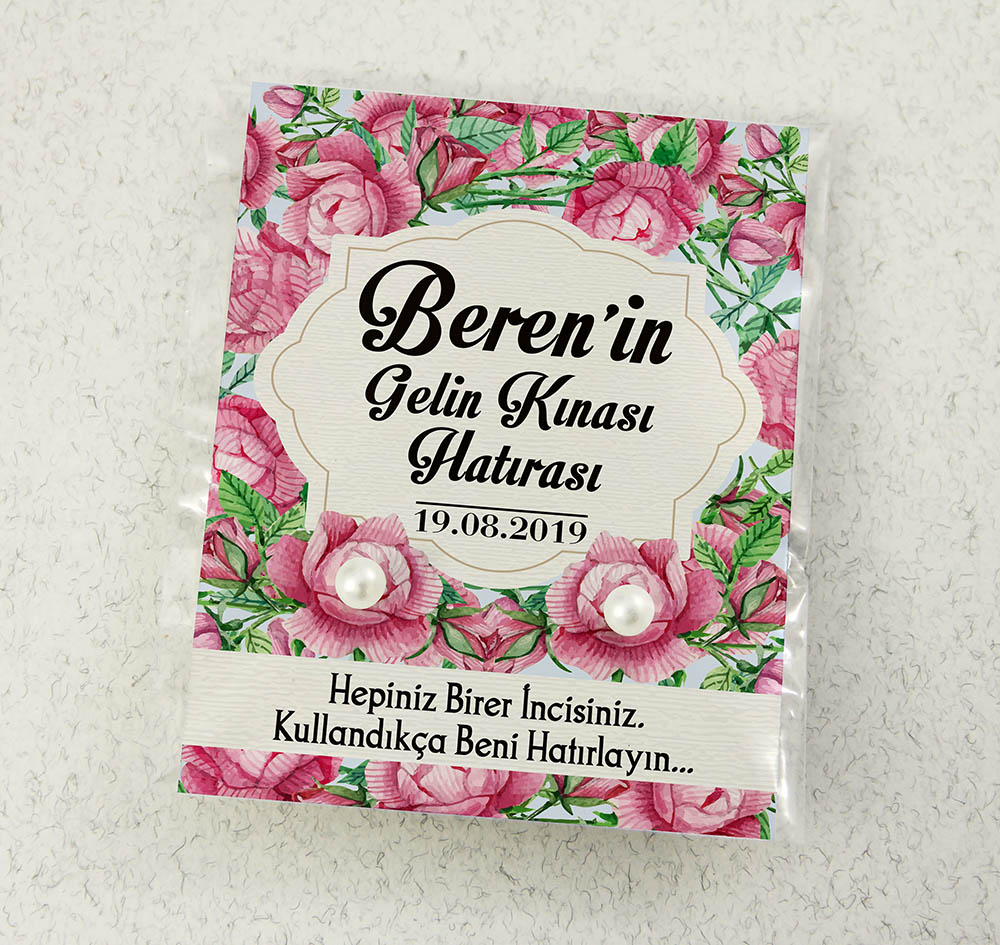 Beren'in
Gelin Kınası
Hatırası
19.08.2019
Hepiniz Birer İncisiniz.
Kullandıkça Beni Hatırlayın...